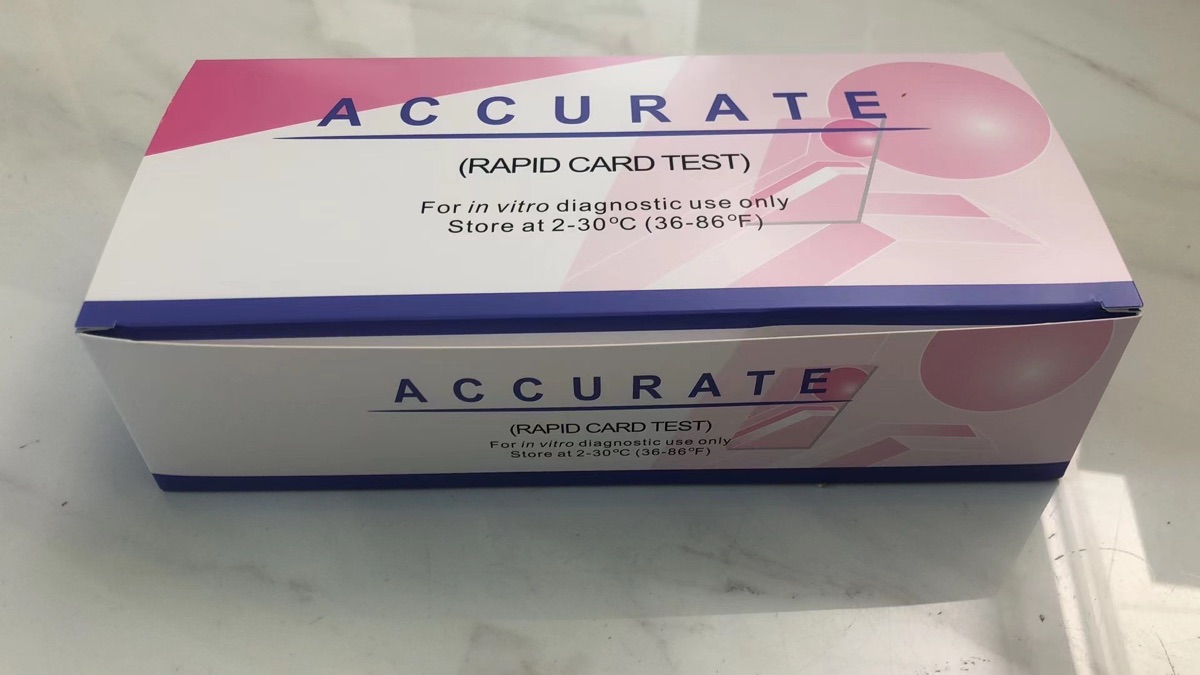 ACCURATE
(RAPID CARD TEST)
For in vitro diagnostic use only
Store at 2-30ºC (36-86ºF)
ACCURATE
(RAPID CARD TEST)
For in vitro diagnostic use only
Store at 2-30ºC (36-86ºF)